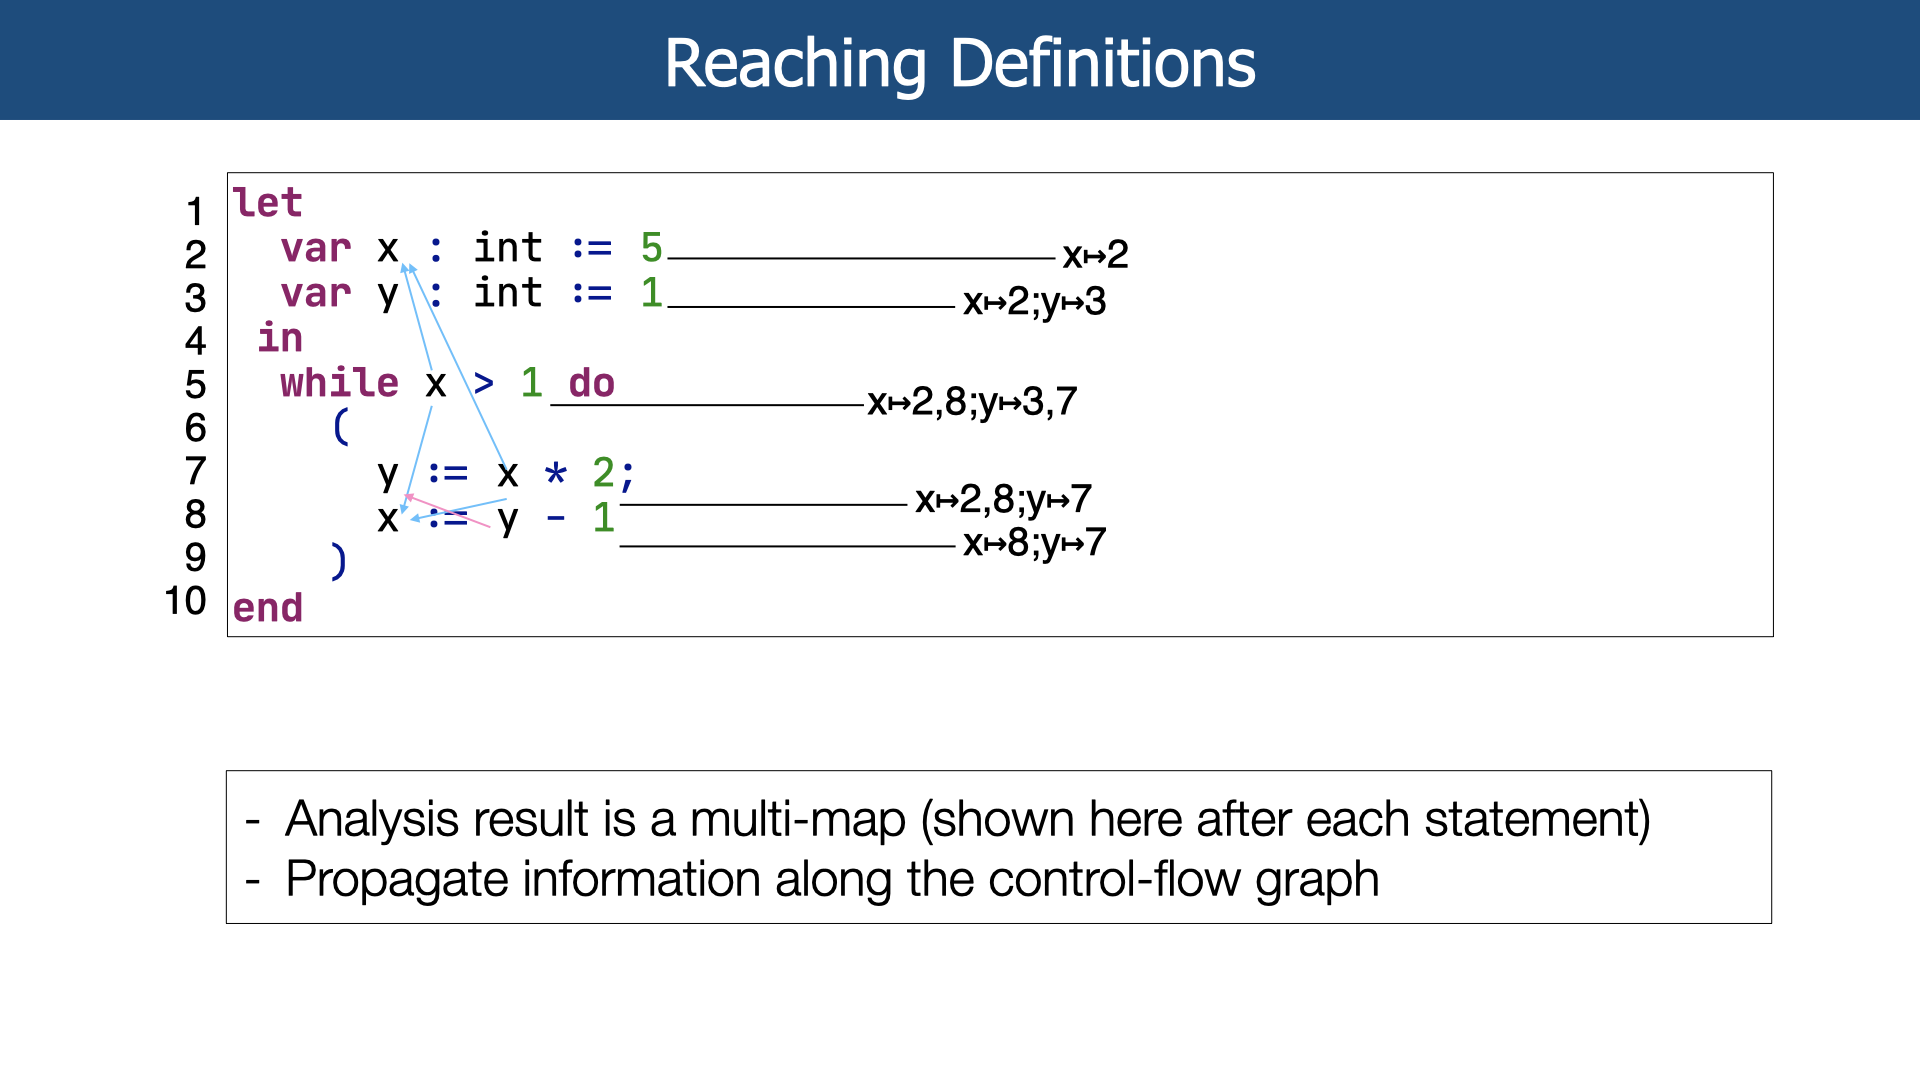 Reaching Definitions
1 let
2 var x : int := 5 x↦2
3 var y : int := 1 x↦2;y↦3
4 in
5 while x > 1 do x↦2,8;y↦3,7
6 (
7 y := x * 2; x↦2,8;y↦7
8 x := y - 1 x↦8;y↦7
9 )
10 end
- Analysis result is a multi-map (shown here after each statement)
- Propagate information along the control-flow graph